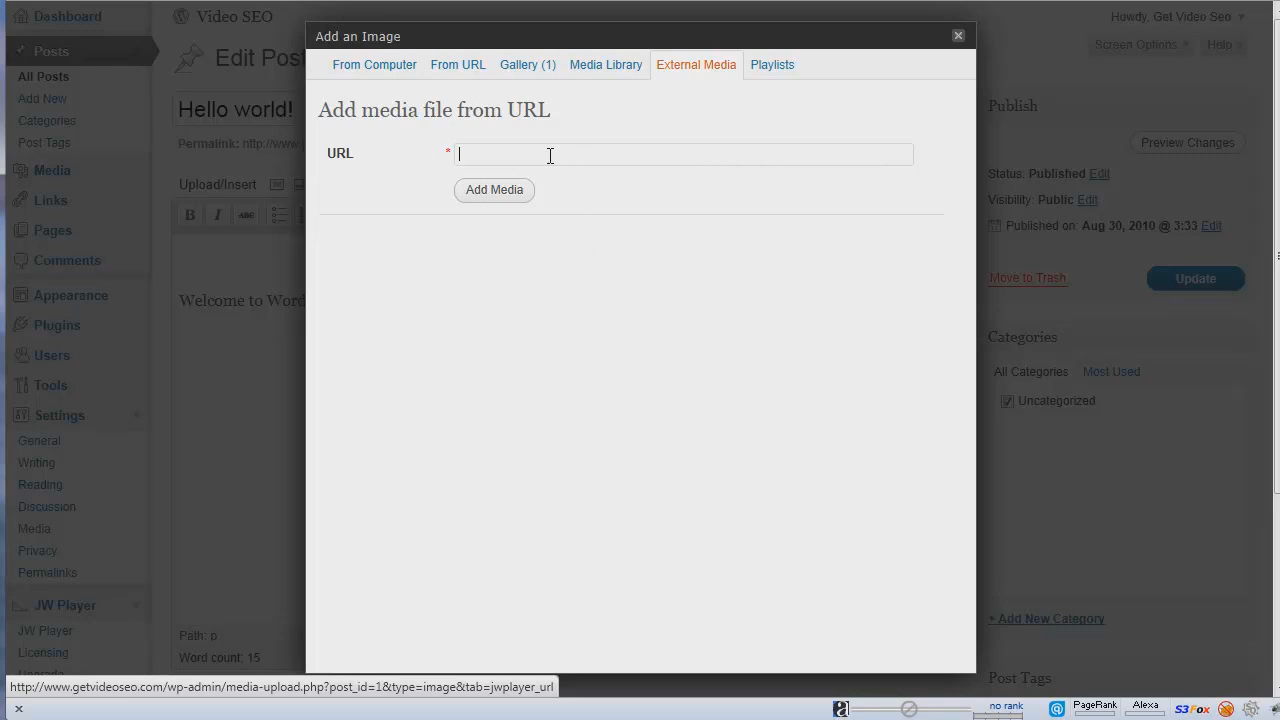 Dashboard
Video SEO
Howdy, Get Video Seo
Posts
Edit Pos
Screen Options
Help
All Posts
Add New
Categories
Post Tags
Hello world!
Permalink: http://www.
Upload/Insert
B I ABC
Media
Links
Pages
Comments
Appearance
Plugins
Users
Tools
Settings
General
Writing
Reading
Discussion
Media
Privacy
Permalinks
JW Player
JW Player
Licensing
Welcome to Word
Path: p
Word count: 15
Add an Image
From Computer From URL Gallery (1) Media Library External Media Playlists
Add media file from URL
URL *
Add Media
Publish
Preview Changes
Status: Published Edit
Visibility: Public Edit
Published on: Aug 30, 2010 @ 3:33 Edit
Move to Trash
Update
Categories
All Categories Most Used
Uncategorized
+ Add New Category
Post Tags
http://www.getvideoseo.com/wp-admin/media-upload.php?post_id=1&type=image&tab=jwplayer_url
no rank
PageRank
Alexa
S3Fox